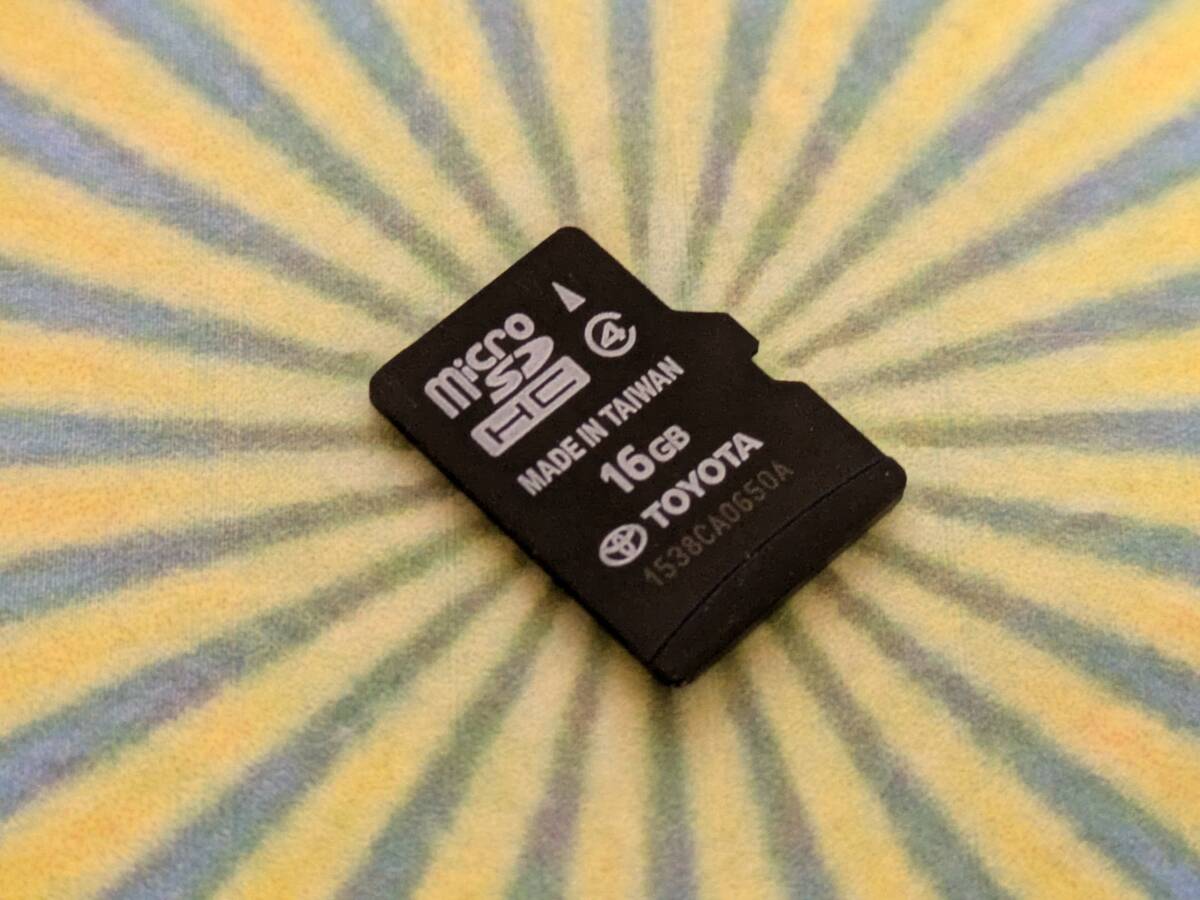 micro
SD
HC
4
MADE IN TAIWAN
16GB
TOYOTA
1538CA0650A